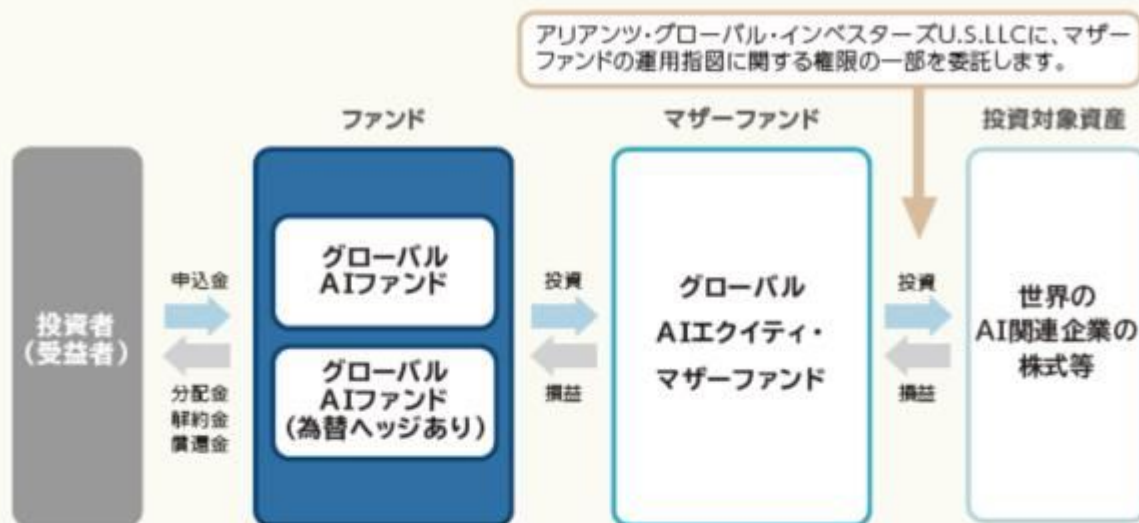 アリアンツ・グローバル・インベスターズU.S.LLCに、マザー
ファンドの運用指図に関する権限の一部を委託します。
ファンド
マザーファンド
投資対象資産
投資者
(受益者)
申込金
分配金
解約金
償還金
グローバル
AIファンド
グローバル
AIファンド
(為替ヘッジあり)
投資
損益
グローバル
AIエクイティ・
マザーファンド
投資
損益
世界の
AI関連企業の
株式等